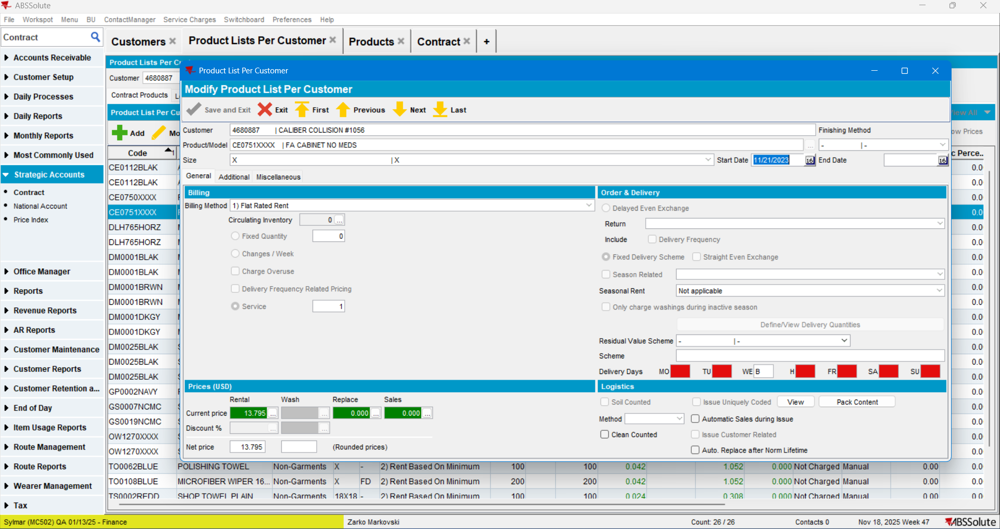 ABSSolute
File Workspot Menu BU ContactManager Service Charges Switchboard Preferences Help
Contract
Customers Product Lists Per Customer Products Contract +
Accounts Receivable
Customer Setup
Daily Processes
Daily Reports
Monthly Reports
Most Commonly Used
Strategic Accounts
Contract
National Account
Price Index
Office Manager
Reports
Revenue Reports
AR Reports
Customer Maintenance
Customer Reports
Customer Retention a...
End of Day
Item Usage Reports
Route Management
Route Reports
Wearer Management
Tax
Product Lists Per
Customer 4680887
Contract Products
Product List Per Cu
View All
Add Mo
ow Prices
Code 1
c Perce..
CE0112BLAK 0.0
CE0112BLAK 0.0
CE0750XXXX 0.0
CE0751XXXX 0.0
DLH765HORZ 0.0
DLH765HORZ 0.0
DM0001BLAK 0.0
DM0001BLAK 0.0
DM0001BRWN 0.0
DM0001BRWN 0.0
DM0001DKGY 0.0
DM0001DKGY 0.0
DM0025BLAK 0.0
DM0025BLAK 0.0
DM0025BLAK 0.0
GP0002NAVY 0.0
GS0007NCMC 0.0
GS0019NCMC 0.0
OW1270XXXX 0.0
OW1270XXXX 0.0
TO0062BLUE POLISHING TOWEL Non-Garments X - 2) Rent Based On Minimum 100 100 0.042 1.052 0.000 Not Charged Manual 0.00 0.0
TO0108BLUE MICROFIBER WIPER 16... Non-Garments X FD 2) Rent Based On Minimum 200 200 0.042 1.052 0.000 Not Charged Manual 0.00 0.0
TS0002REDD SHOP TOWEL PLAIN Non-Garments 18X18 - 2) Rent Based On Minimum 100 100 0.024 0.308 0.000 Not Charged Manual 0.00 0.0
Product List Per Customer
Modify Product List Per Customer
Save and Exit Exit First Previous Next Last
Customer 4680887 | CALIBER COLLISION #1056 Finishing Method
Product/Model CE0751XXXX | FA CABINET NO MEDS ... - | -
Size X | X Start Date 11/21/2023 16 End Date 16
General Additional Miscellaneous
Billing
Billing Method 1) Flat Rated Rent
Circulating Inventory 0 ...
Fixed Quantity 0
Changes / Week
Charge Overuse
Delivery Frequency Related Pricing
Service 1
Order & Delivery
Delayed Even Exchange
Return
Include Delivery Frequency
Fixed Delivery Scheme Straight Even Exchange
Season Related
Seasonal Rent Not applicable
Only charge washings during inactive season
Define/View Delivery Quantities
Residual Value Scheme - | -
Scheme
Delivery Days MO TU WE B H FR SA SU
Prices (USD)
Rental Wash Replace Sales
Current price 13.795 ... ... 0.000 ... 0.000 ...
Discount % ... ...
Net price 13.795 (Rounded prices)
Logistics
Soil Counted Issue Uniquely Coded View Pack Content
Method Automatic Sales during Issue
Clean Counted Issue Customer Related
Auto. Replace after Norm Lifetime
Sylmar (MC502) QA 01/13/25 - Finance Zarko Markovski Count: 26 / 26 Contacts 0 Nov 18, 2025 Week 47 ABSSolute